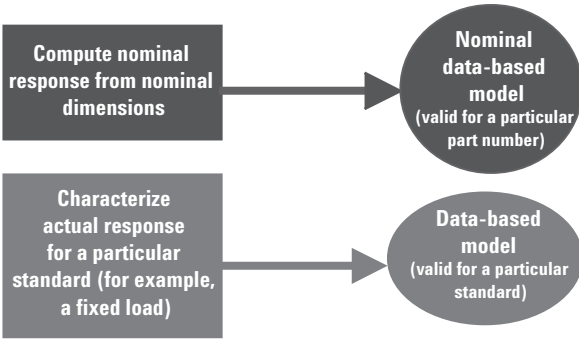 Compute nominal
response from nominal
dimensions
Nominal
data-based
model
(valid for a particular
part number)
Characterize
actual response
for a particular
standard (for example,
a fixed load)
Data-based
model
(valid for a particular
standard)